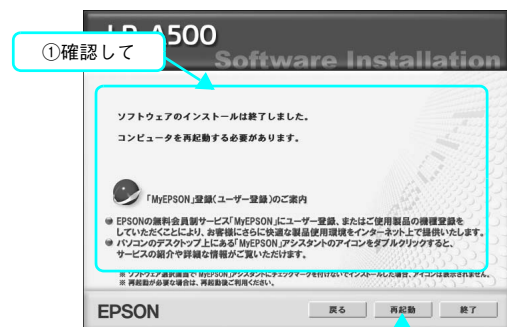 A500
①確認して
Software Installation
ソフトウェアのインストールは終了しました。
コンピュータを再起動する必要があります。
「MyEPSON」登録(ユーザー登録)のご案内
EPSONの無料会員制サービス「MyEPSON」にユーザー登録、またはご使用製品の機種登録を
していただくことにより、お客様にさらに快適な製品使用環境をインターネット上で提供いたします。
パソコンのデスクトップ上にある「MyEPSON」アシスタントのアイコンをダブルクリックすると、
サービスの紹介や詳細な情報がご覧いただけます。
※ ソフトウェア選択画面で「MyEPSON」アシスタントにチェックマークを付けないでインストールした場合、アイコンは表示されません。
※ 再起動が必要な場合は、再起動後ご利用ください。
EPSON
戻る
再起動
終了